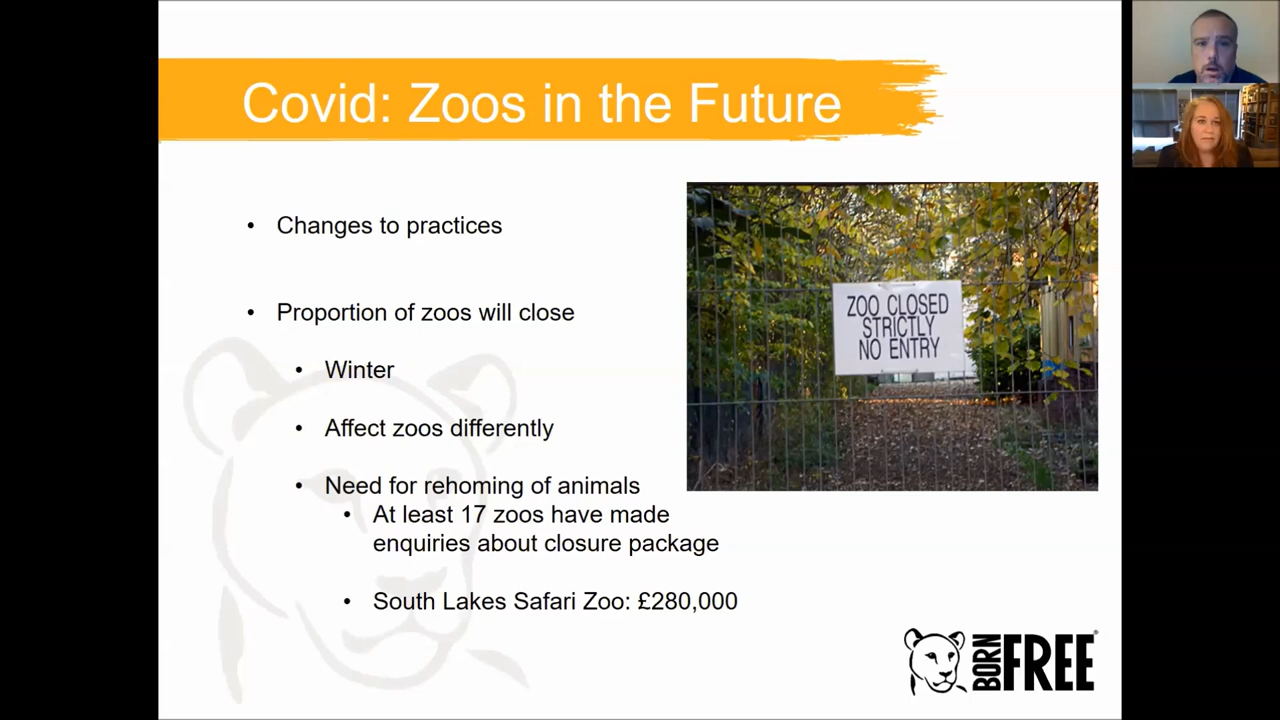 Covid: Zoos in the Future
• Changes to practices
• Proportion of zoos will close
• Winter
• Affect zoos differently
• Need for rehoming of animals
• At least 17 zoos have made
enquiries about closure package
• South Lakes Safari Zoo: £280,000
ZOO CLOSED
STRICTLY
NO ENTRY
BORN FREE®